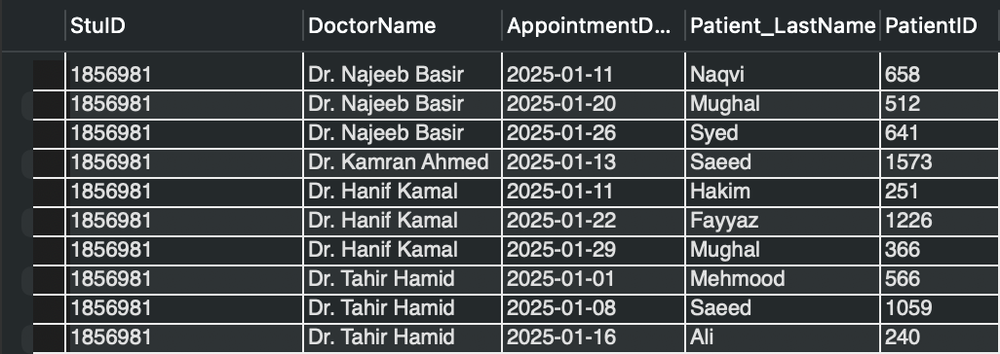 StuID DoctorName AppointmentD... Patient_LastName PatientID
1856981 Dr. Najeeb Basir 2025-01-11 Naqvi 658
1856981 Dr. Najeeb Basir 2025-01-20 Mughal 512
1856981 Dr. Najeeb Basir 2025-01-26 Syed 641
1856981 Dr. Kamran Ahmed 2025-01-13 Saeed 1573
1856981 Dr. Hanif Kamal 2025-01-11 Hakim 251
1856981 Dr. Hanif Kamal 2025-01-22 Fayyaz 1226
1856981 Dr. Hanif Kamal 2025-01-29 Mughal 366
1856981 Dr. Tahir Hamid 2025-01-01 Mehmood 566
1856981 Dr. Tahir Hamid 2025-01-08 Saeed 1059
1856981 Dr. Tahir Hamid 2025-01-16 Ali 240